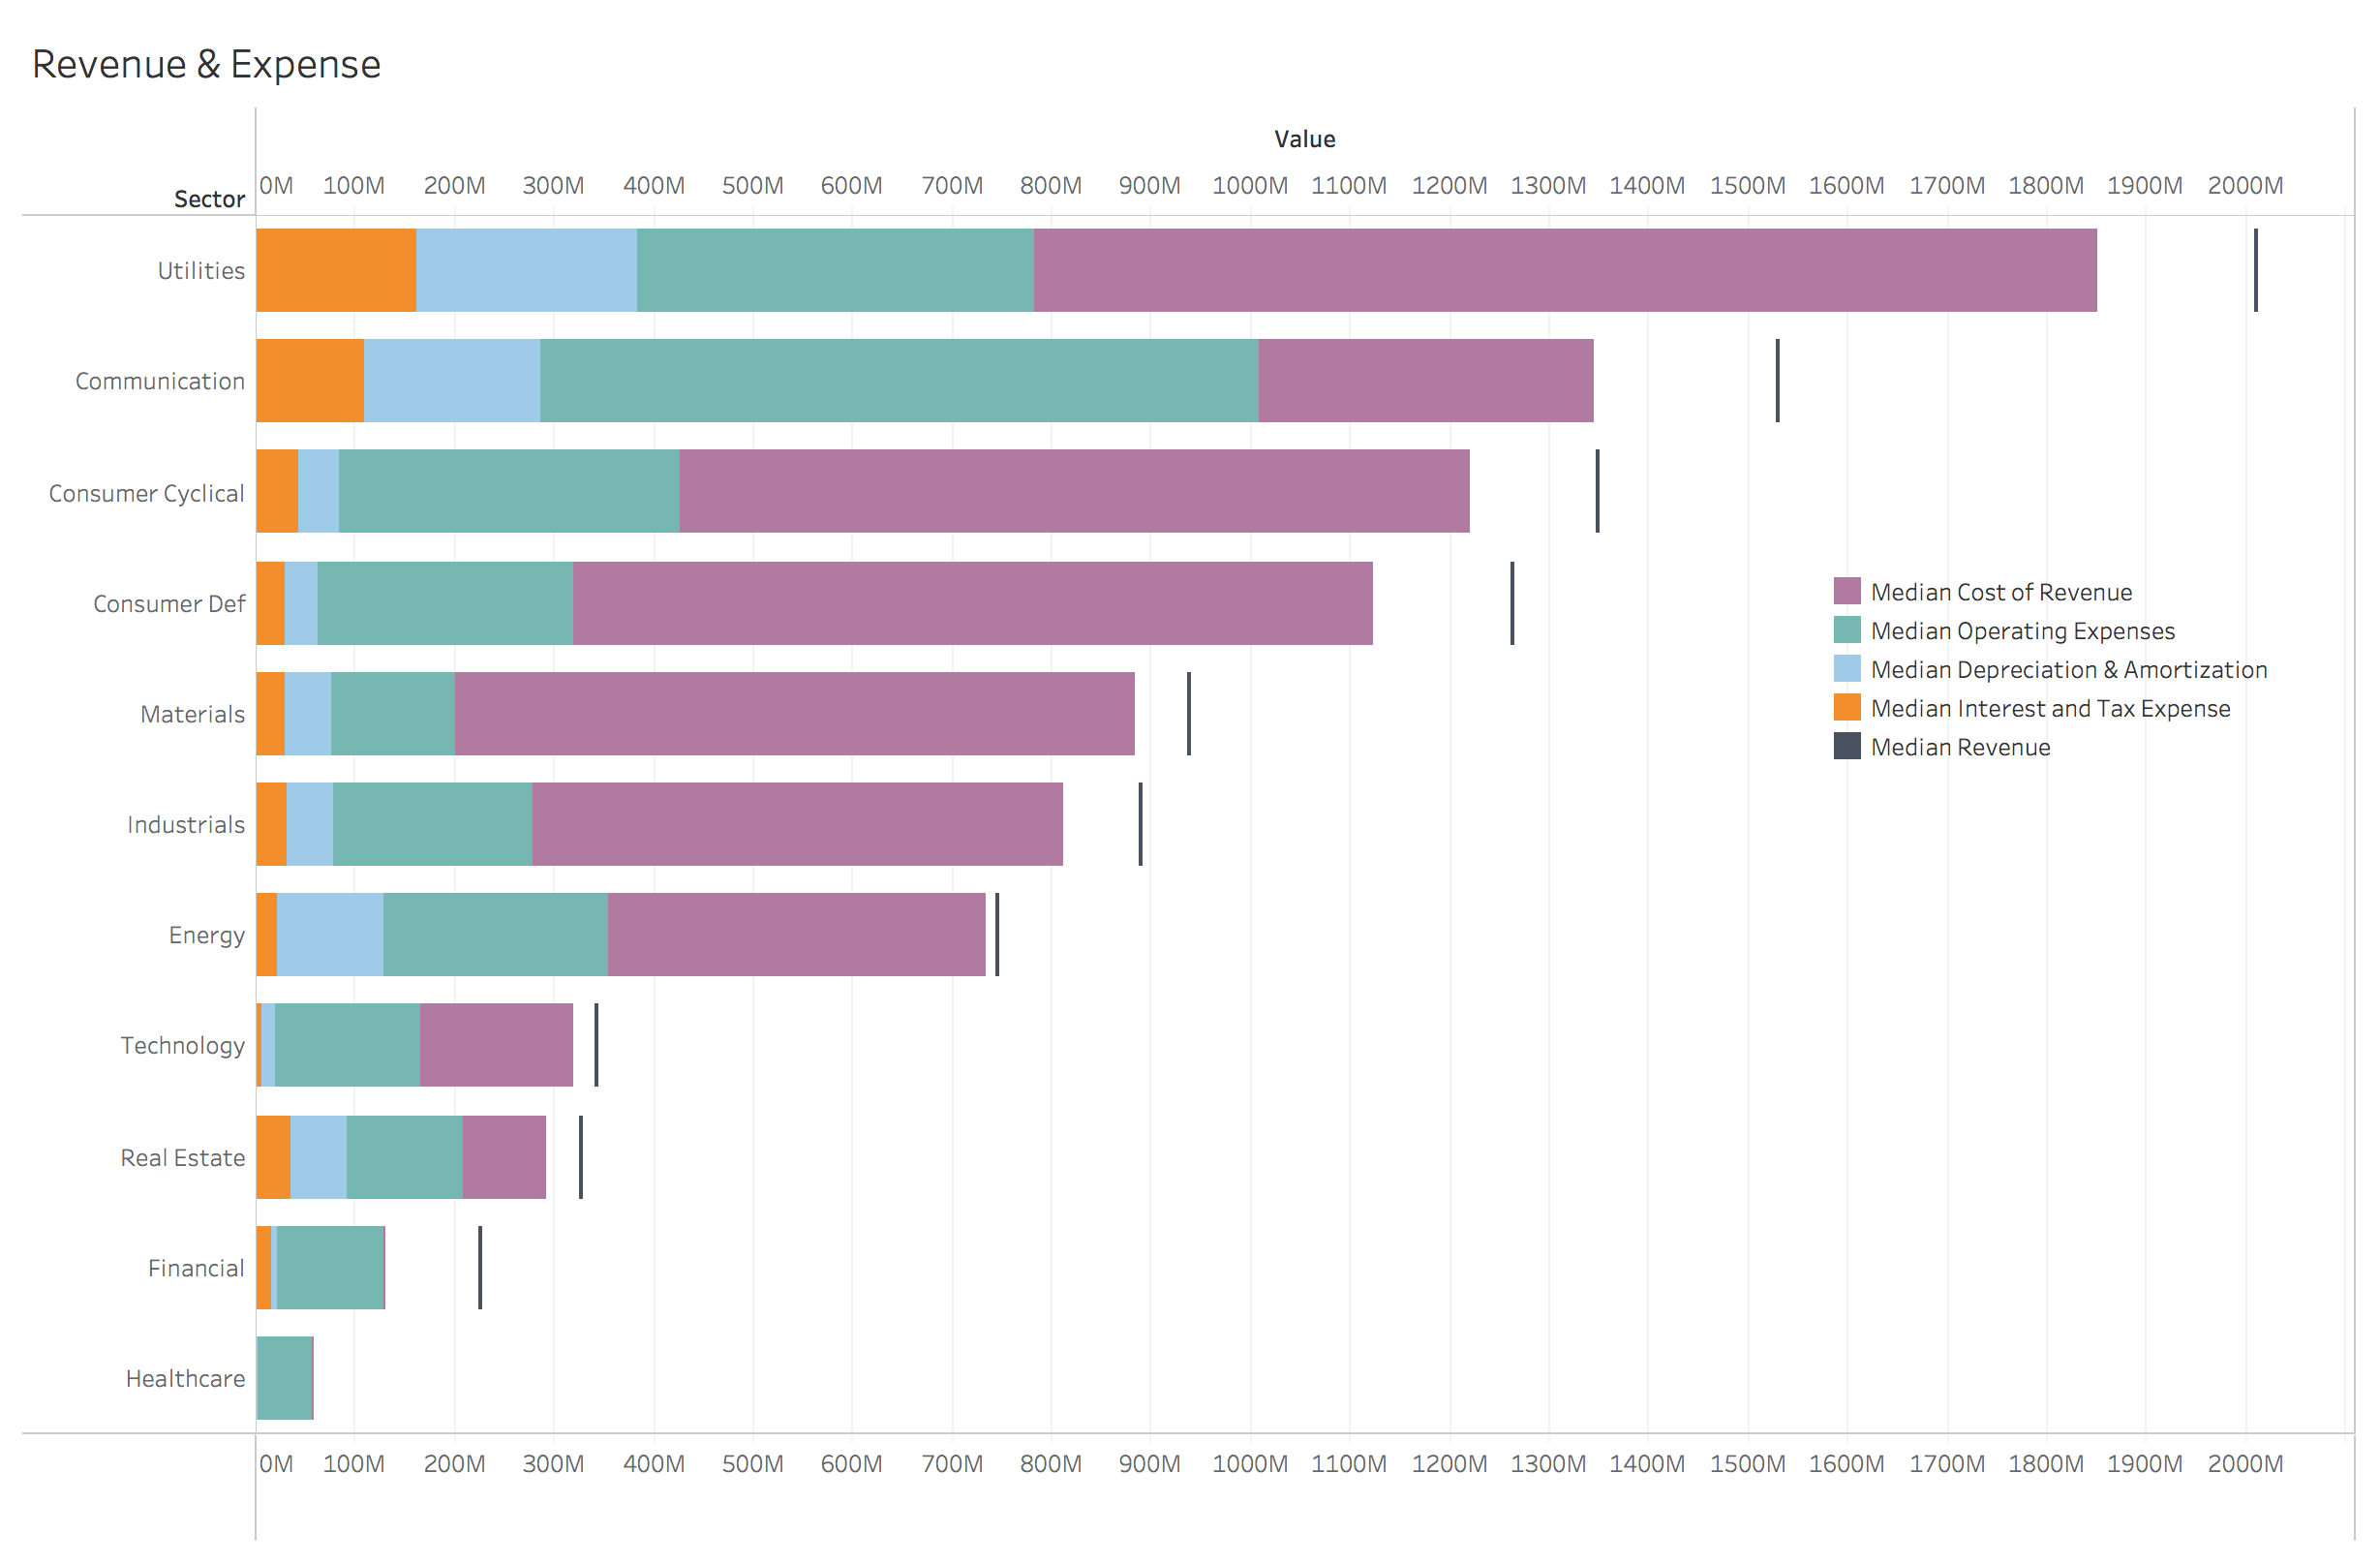 Revenue & Expense
Value
Sector
0M 100M 200M 300M 400M 500M 600M 700M 800M 900M 1000M 1100M 1200M 1300M 1400M 1500M 1600M 1700M 1800M 1900M 2000M
Utilities
Communication
Consumer Cyclical
Consumer Def
Materials
Industrials
Energy
Technology
Real Estate
Financial
Healthcare
Median Cost of Revenue
Median Operating Expenses
Median Depreciation & Amortization
Median Interest and Tax Expense
Median Revenue
0M 100M 200M 300M 400M 500M 600M 700M 800M 900M 1000M 1100M 1200M 1300M 1400M 1500M 1600M 1700M 1800M 1900M 2000M